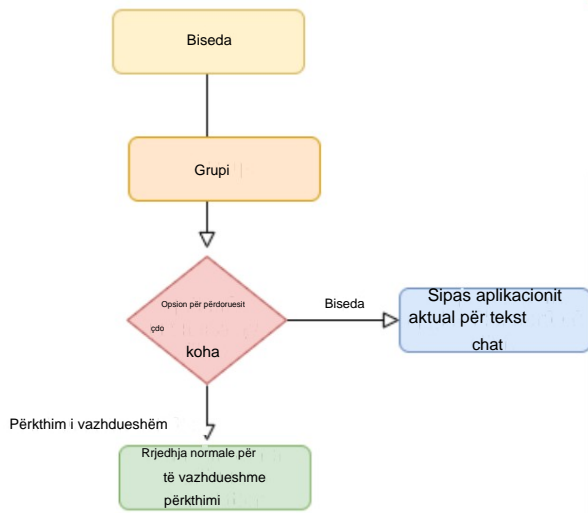 Biseda
Grupi
Opsion për përdoruesit
çdo
koha
Biseda
Sipas aplikacionit
aktual për tekst
chat
Përkthim i vazhdueshëm
Rrjedhja normale për
të vazhdueshme
përkthimi